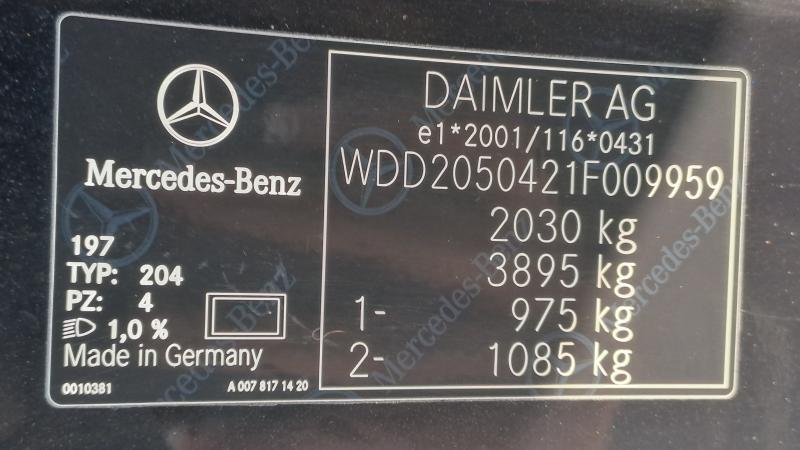 Mercedes-Benz
197
TYP: 204
PZ: 4
1,0 %
Made in Germany
0010381
A 007 817 14 20
DAIMLER AG
e1*2001/116*0431
WDD2050421F009959
2030 kg
3895 kg
1- 975 kg
2- 1085 kg